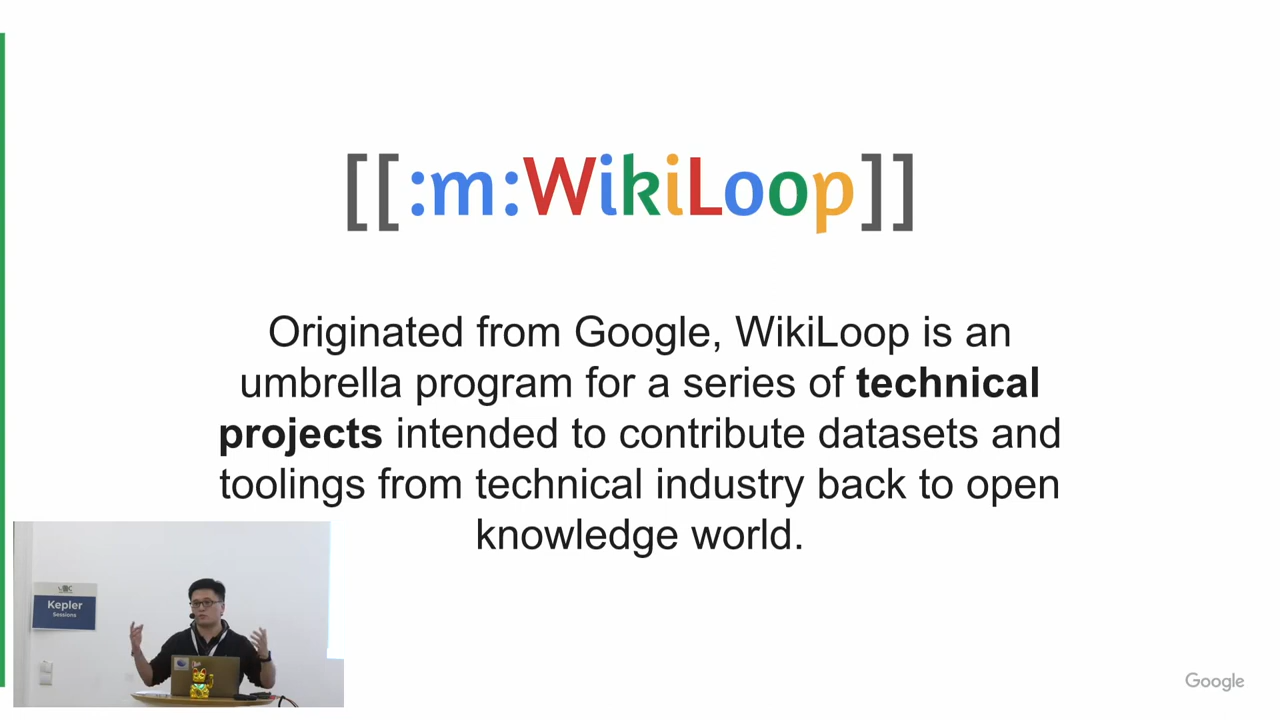 [[:m:WikiLoop]]
Originated from Google, WikiLoop is an
umbrella program for a series of technical
projects intended to contribute datasets and
toolings from technical industry back to open
knowledge world.
Kepler
Sessions
Google